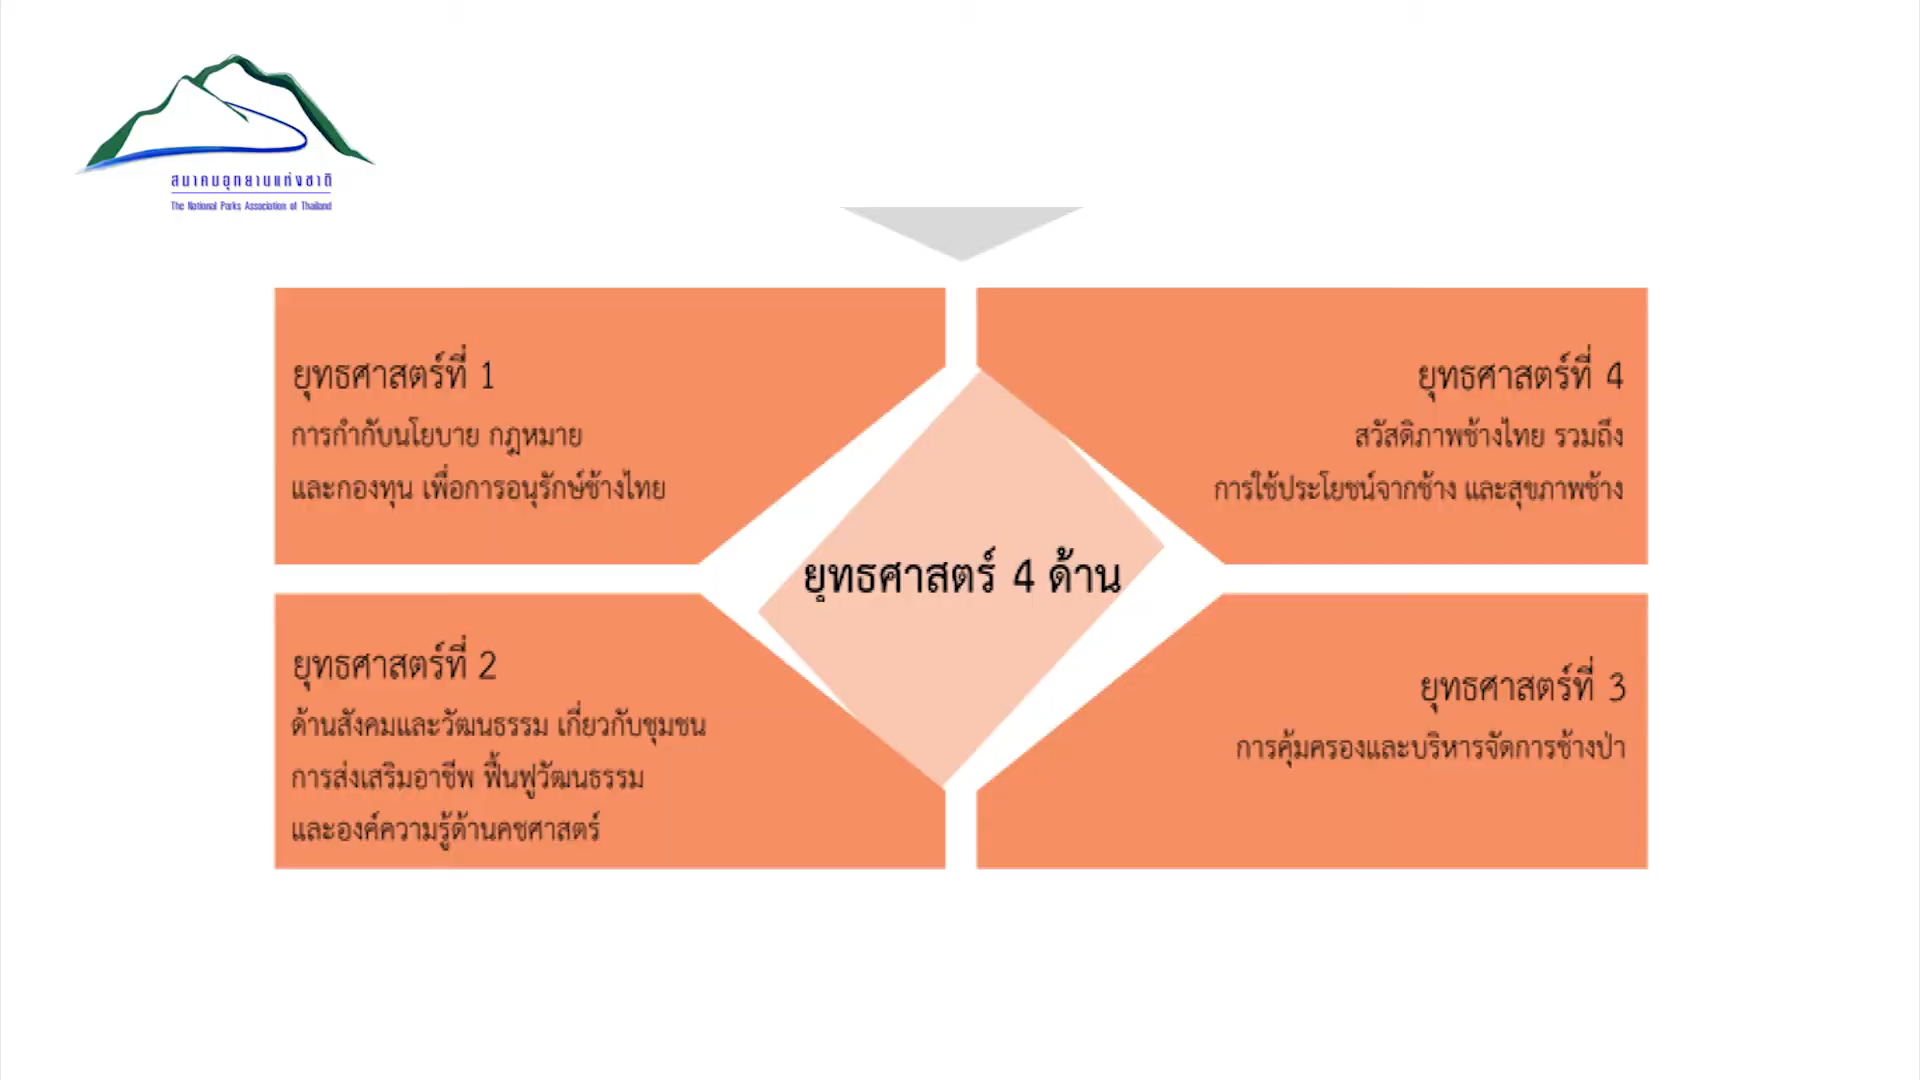 สมาคมอุทยานแห่งชาติ
The National Parks Association of Thailand
ยุทธศาสตร์ที่ 1
การกำกับนโยบาย กฎหมาย
และกองทุน เพื่อการอนุรักษ์ช้างไทย
ยุทธศาสตร์ที่ 4
สวัสดิภาพช้างไทย รวมถึง
การใช้ประโยชน์จากช้าง และสุขภาพช้าง
ยุทธศาสตร์ 4 ด้าน
ยุทธศาสตร์ที่ 2
ด้านสังคมและวัฒนธรรม เกี่ยวกับชุมชน
การส่งเสริมอาชีพ ฟื้นฟูวัฒนธรรม
และองค์ความรู้ด้านคชศาสตร์
ยุทธศาสตร์ที่ 3
การคุ้มครองและบริหารจัดการช้างป่า